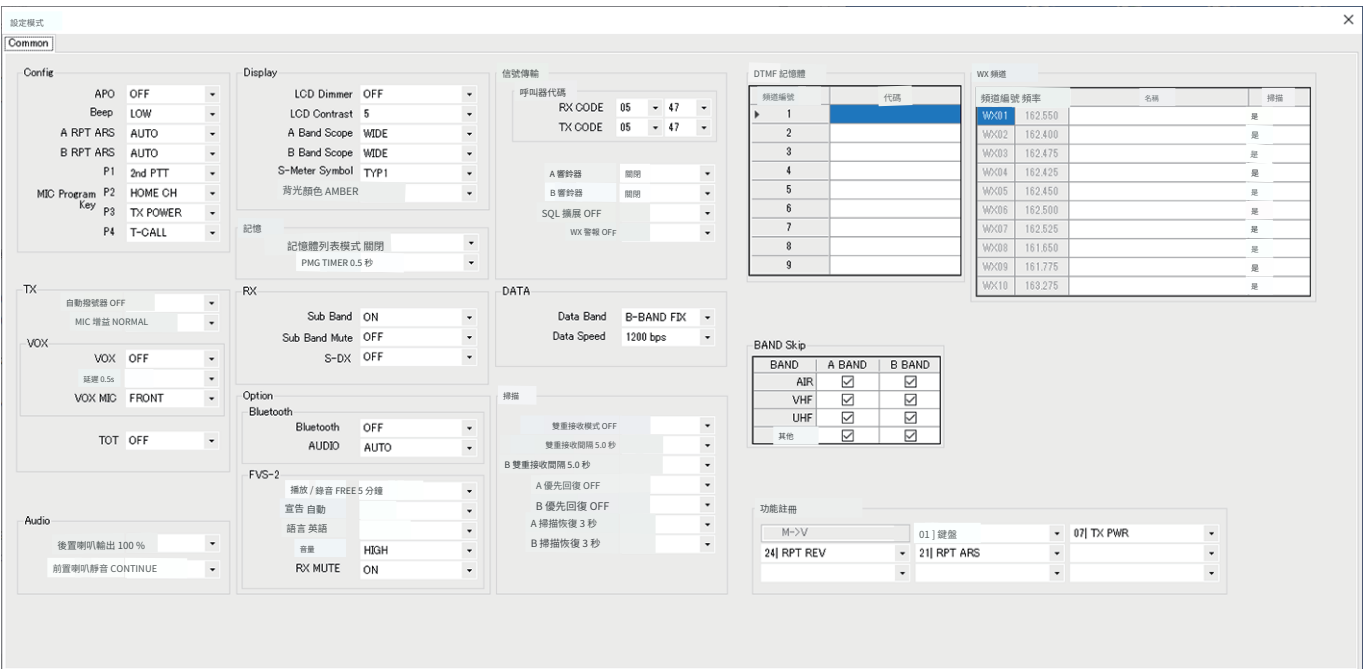 設定模式
Common
Config
APO OFF
Beep LOW
A RPT ARS AUTO
B RPT ARS AUTO
P1 2nd PTT
MIC Program Key
P2 HOME CH
P3 TX POWER
P4 T-CALL
TX
自動撥號器 OFF
MIC 增益 NORMAL
VOX
VOX OFF
延遲 0.5s
VOX MIC FRONT
TOT OFF
Audio
後置喇叭輸出 100 %
前置喇叭靜音 CONTINUE
Display
LCD Dimmer OFF
LCD Contrast 5
A Band Scope WIDE
B Band Scope WIDE
S-Meter Symbol TYP1
背光顏色 AMBER
記憶
記憶體列表模式 關閉
PMG TIMER 0.5 秒
RX
Sub Band ON
Sub Band Mute OFF
S-DX OFF
Option
Bluetooth
Bluetooth OFF
AUDIO AUTO
FVS-2
播放 / 錄音 FREE 5 分鐘
宣告 自動
語言 英語
音量 HIGH
RX MUTE ON
信號傳輸
呼叫器代碼
RX CODE 05 47
TX CODE 05 47
A 響鈴器 關閉
B 響鈴器 關閉
SQL 擴展 OFF
WX 警報 OFF
DATA
Data Band B-BAND FIX
Data Speed 1200 bps
掃描
雙重接收模式 OFF
雙重接收間隔 5.0 秒
B 雙重接收間隔 5.0 秒
A 優先回復 OFF
B 優先回復 OFF
A 掃描恢復 3 秒
B 掃描恢復 3 秒
DTMF 記憶體
頻道編號 代碼
1
2
3
4
5
6
7
8
9
WX 頻道
頻道編號 頻率 名稱 掃描
WX01 162.550 是
WX02 162.400 是
WX03 162.475 是
WX04 162.425 是
WX05 162.450 是
WX06 162.500 是
WX07 162.525 是
WX08 161.650 是
WX09 161.775 是
WX10 163.275 是
BAND Skip
BAND A BAND B BAND
AIR
VHF
UHF
其他
功能註冊
M->V 01 ] 鍵盤 07| TX PWR
24| RPT REV 21| RPT ARS